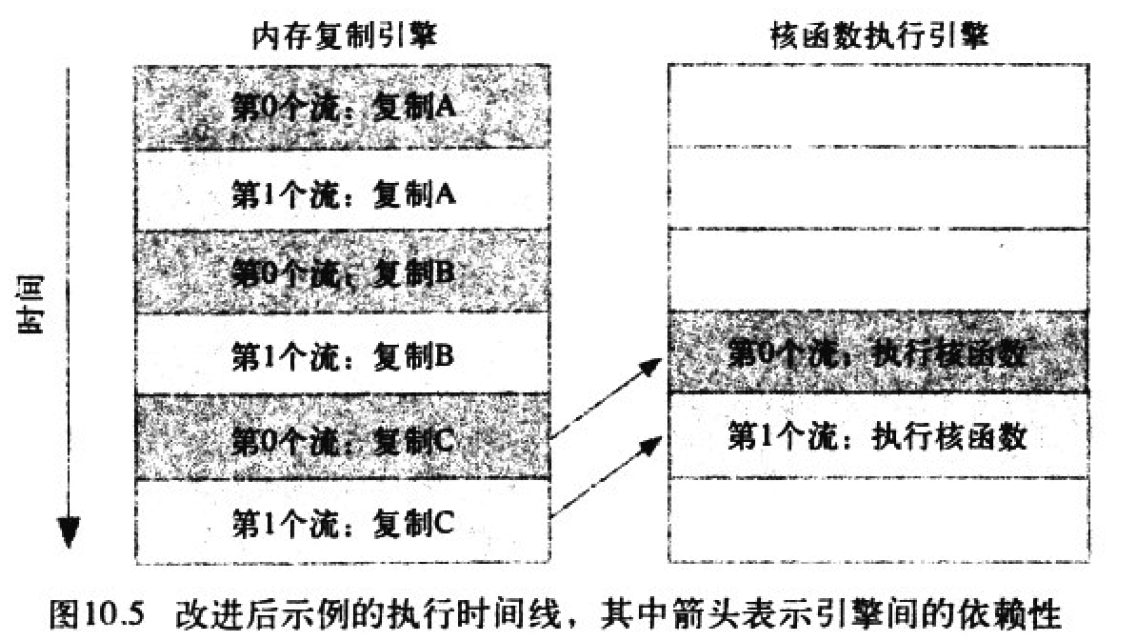 内存复制引擎
核函数执行引擎
时间
第0个流：复制A
第1个流：复制A
第0个流：复制B
第1个流：复制B
第0个流：复制C
第1个流：复制C
第0个流：执行核函数
第1个流：执行核函数
图10.5 改进后示例的执行时间线，其中箭头表示引擎间的依赖性